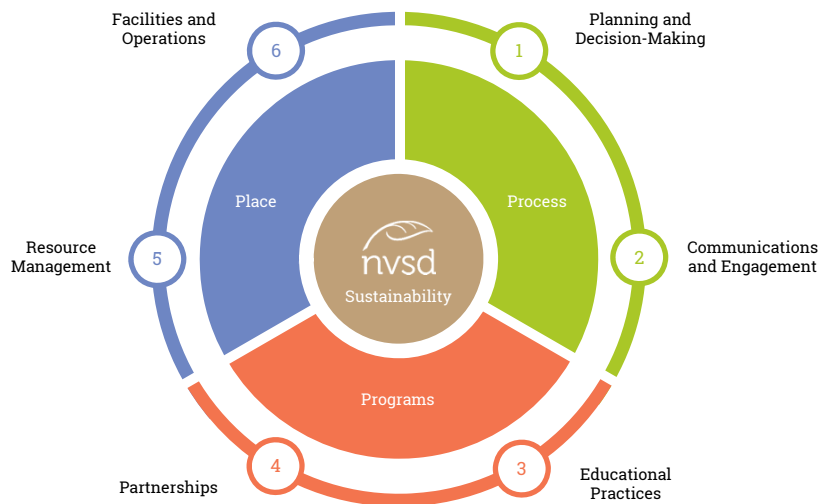 Facilities and
Operations
6
1
Planning and
Decision-Making
Place
Process
nvsd
Sustainability
Resource
Management
5
2
Communications
and Engagement
Programs
Partnerships
4
3
Educational
Practices